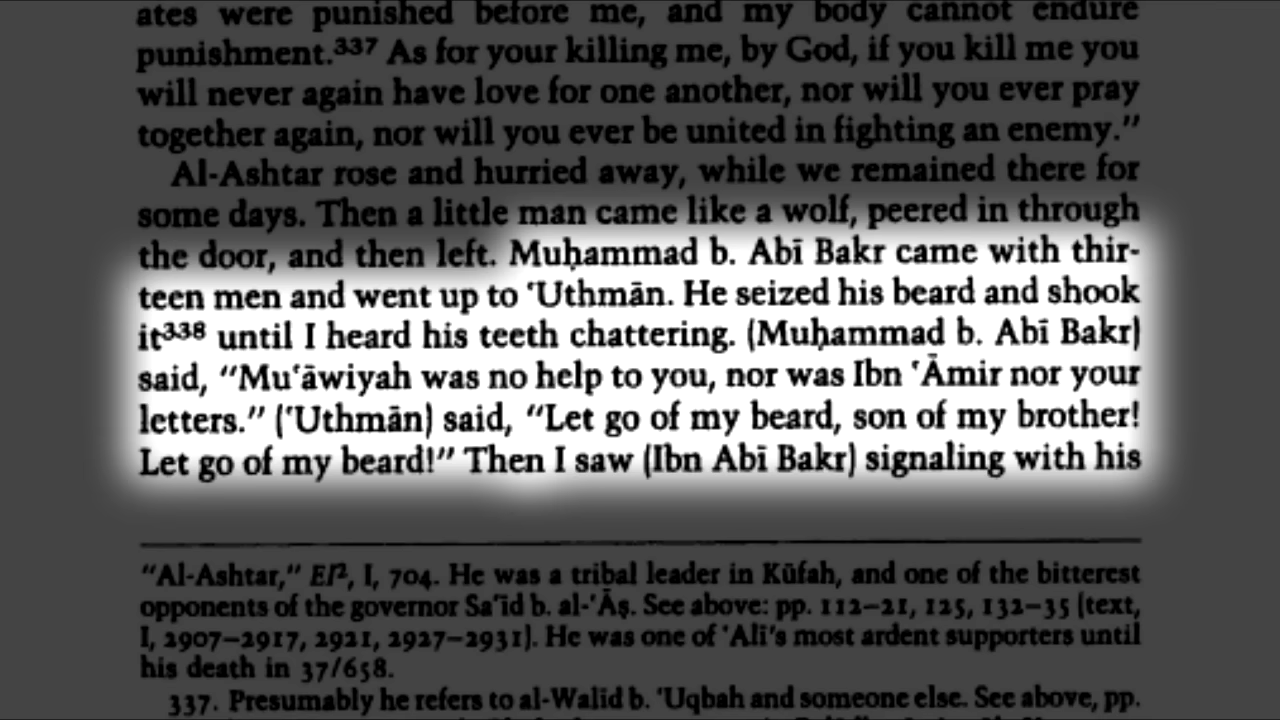 ates were punished before me, and my body cannot endure
punishment.³³⁷ As for your killing me, by God, if you kill me you
will never again have love for one another, nor will you ever pray
together again, nor will you ever be united in fighting an enemy.”
Al-Ashtar rose and hurried away, while we remained there for
some days. Then a little man came like a wolf, peered in through
the door, and then left. Muḥammad b. Abī Bakr came with thir-
teen men and went up to ʿUthmān. He seized his beard and shook
it³³⁸ until I heard his teeth chattering. (Muḥammad b. Abī Bakr)
said, “Muʿāwiyah was no help to you, nor was Ibn ʿĀmir nor your
letters.” (ʿUthmān) said, “Let go of my beard, son of my brother!
Let go of my beard!” Then I saw (Ibn Abī Bakr) signaling with his
“Al-Ashtar,” EI², I, 704. He was a tribal leader in Kūfah, and one of the bitterest
opponents of the governor Saʿīd b. al-ʿĀṣ. See above: pp. 112–21, 125, 132–35 (text,
I, 2907–2917, 2921, 2927–2931). He was one of ʿAlī’s most ardent supporters until
his death in 37/658.
337. Presumably he refers to al-Walīd b. ʿUqbah and someone else. See above, pp.